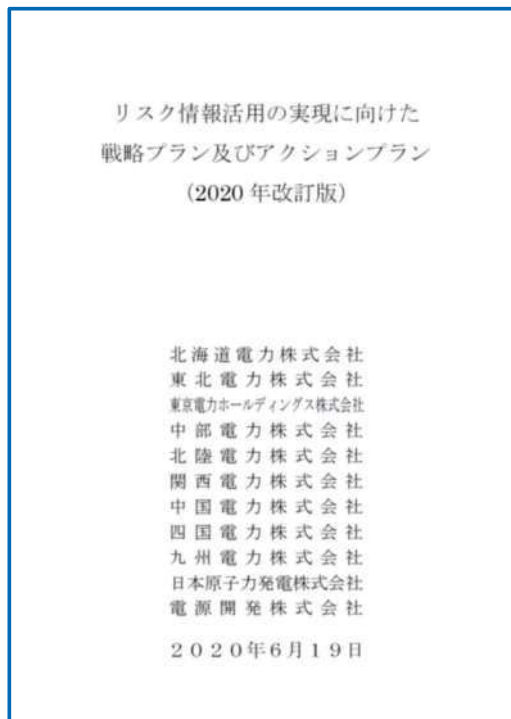 リスク情報活用の実現に向けた
戦略プラン及びアクションプラン
(2020 年改訂版)
北海道電力株式会社
東北電力株式会社
東京電力ホールディングス株式会社
中部電力株式会社
北陸電力株式会社
関西電力株式会社
中国電力株式会社
四国電力株式会社
九州電力株式会社
日本原子力発電株式会社
電源開発株式会社
２０２０年６月１９日